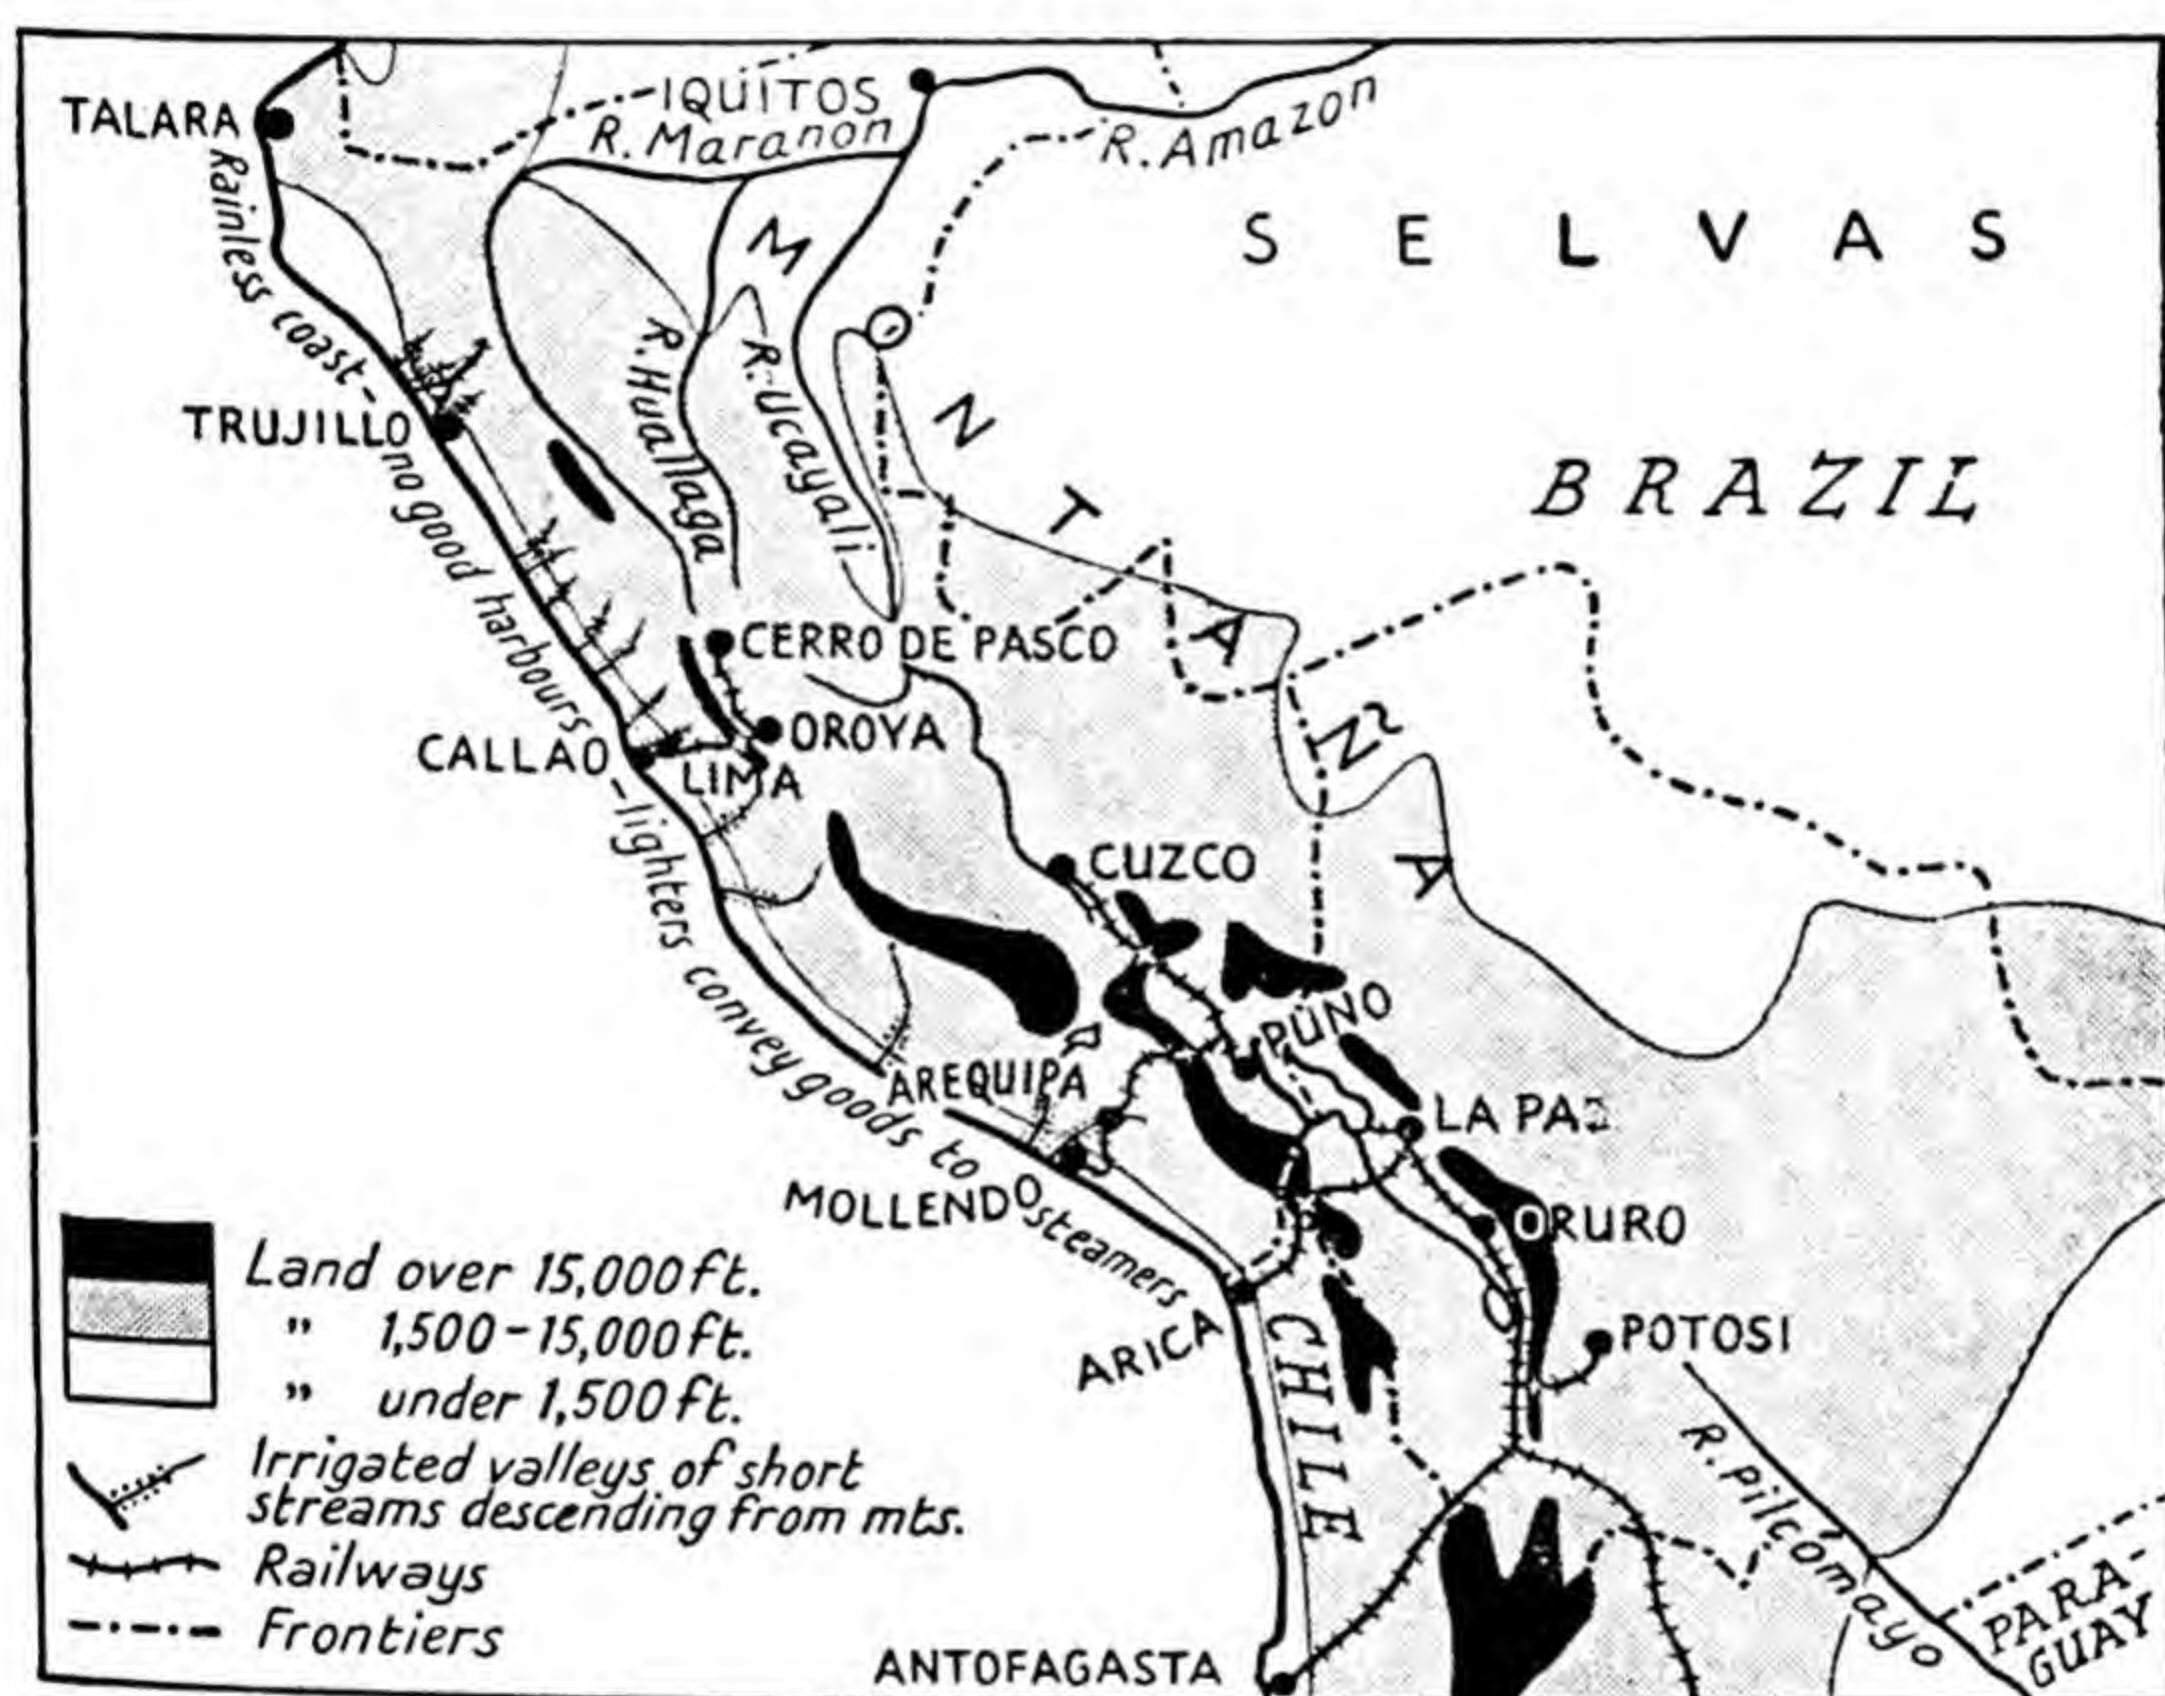 TALARA
IQUITOS
R. Maranon
R. Amazon
SELVAS
MONTAÑA
Rainless coast - no good harbours - lighters convey goods to steamers
R. Huallaga
R. Ucayali
BRAZIL
TRUJILLO
CERRO DE PASCO
OROYA
CALLAO
LIMA
CUZCO
PUNO
AREQUIPA
LA PAZ
MOLLENDO
ORURO
ARICA
CHILE
POTOSI
R. Pilcomayo
PARA-
GUAY
ANTOFAGASTA
Land over 15,000 ft.
" 1,500-15,000 ft.
" under 1,500 ft.
Irrigated valleys of short
streams descending from mts.
Railways
Frontiers